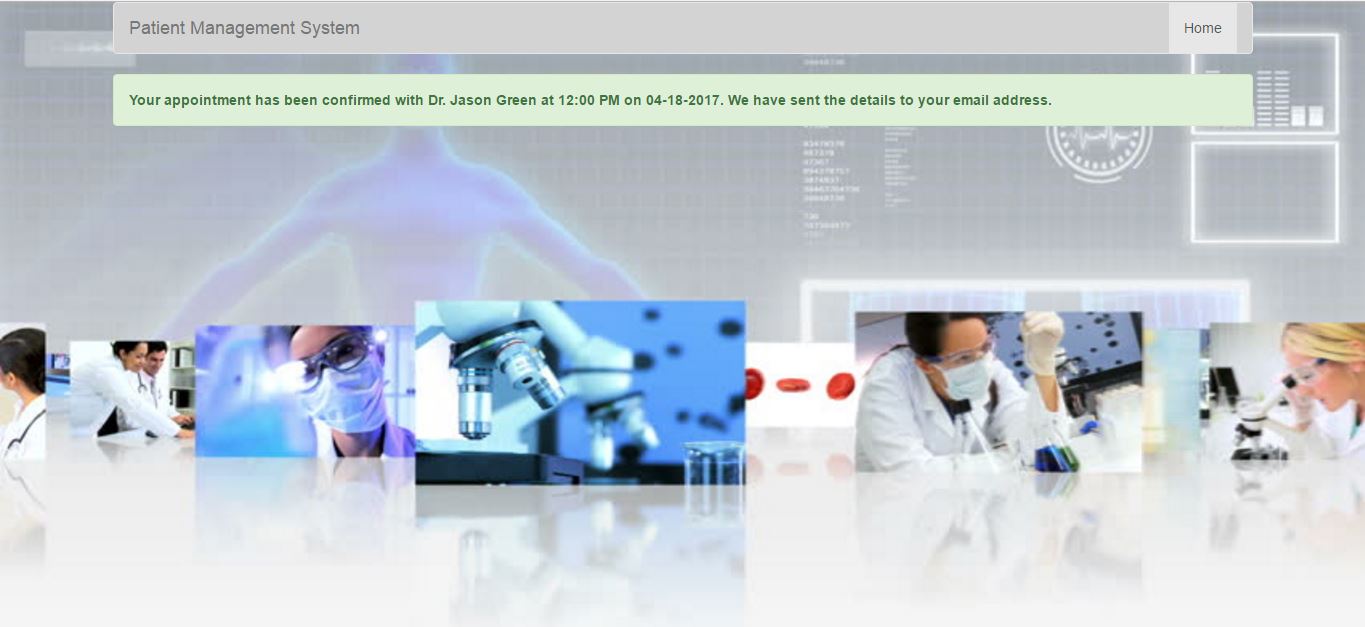 Patient Management System
Home
Your appointment has been confirmed with Dr. Jason Green at 12:00 PM on 04-18-2017. We have sent the details to your email address.